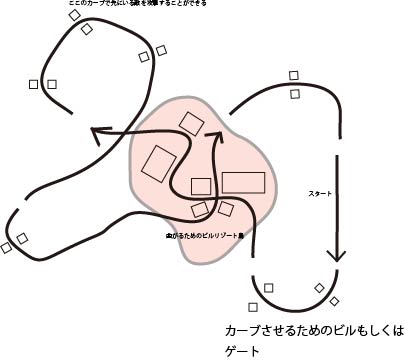 ここのカーブで先にいる敵を攻撃することができる
スタート
曲がるためのビルリゾート島
カーブさせるためのビルもしくは
ゲート